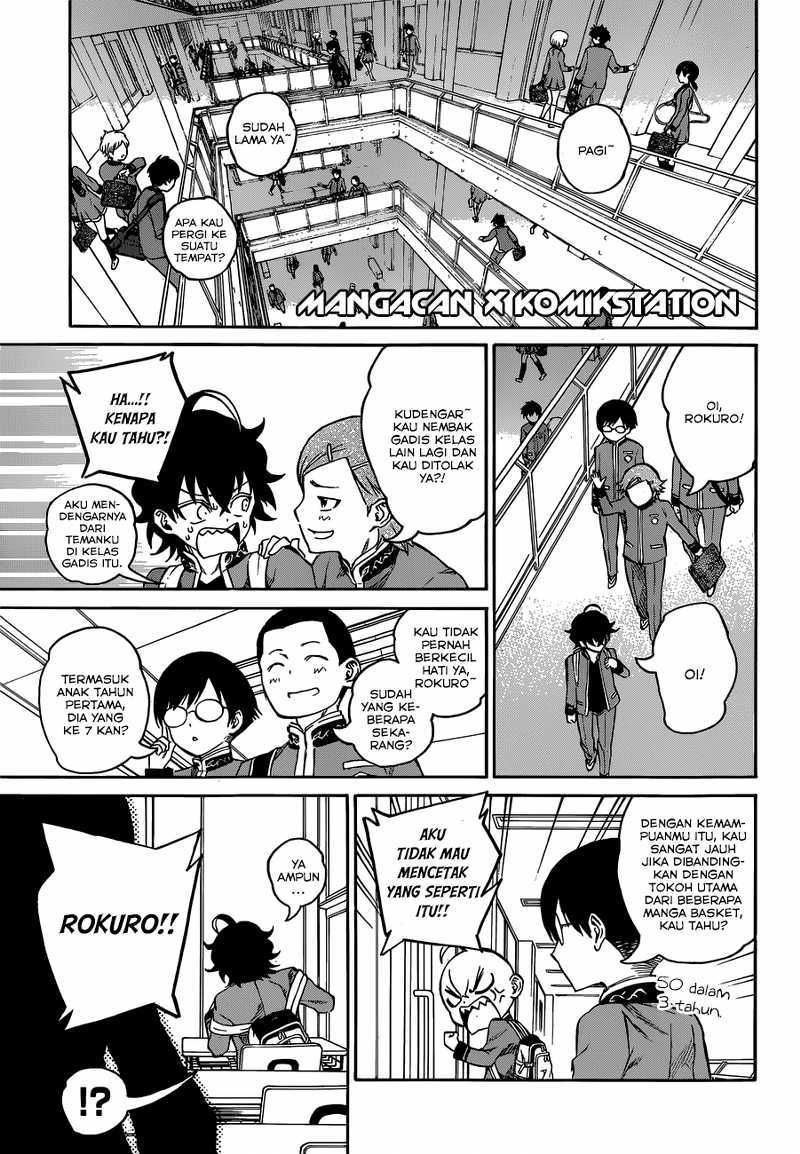 PAGI~
SUDAH
LAMA YA~
APA KAU
PERGI KE
SUATU
TEMPAT?
MANGACAN X KOMIKSTATION
OI,
ROKURO!
OI!
KUDENGAR~
KAU NEMBAK
GADIS KELAS
LAIN LAGI DAN
KAU DITOLAK
YA?!
HA...!!
KENAPA
KAU TAHU?!
AKU MEN-
DENGARNYA
DARI
TEMANKU
DI KELAS
GADIS ITU.
KAU TIDAK
PERNAH
BERKECIL
HATI YA,
ROKURO~
SUDAH
YANG KE-
BERAPA
SEKA-
RANG?
TERMASUK
ANAK TAHUN
PERTAMA,
DIA YANG
KE 7 KAN?
DENGAN KEMAM-
PUANMU ITU, KAU
SANGAT JAUH
JIKA DIBANDING-
KAN DENGAN
TOKOH UTAMA
DARI BEBERAPA
MANGA BASKET,
KAU TAHU?
50 dalam
3 tahun.
AKU
TIDAK MAU
MENCETAK
YANG SEPERTI
ITU!!
YA
AMPUN
...
ROKURO!!
!?